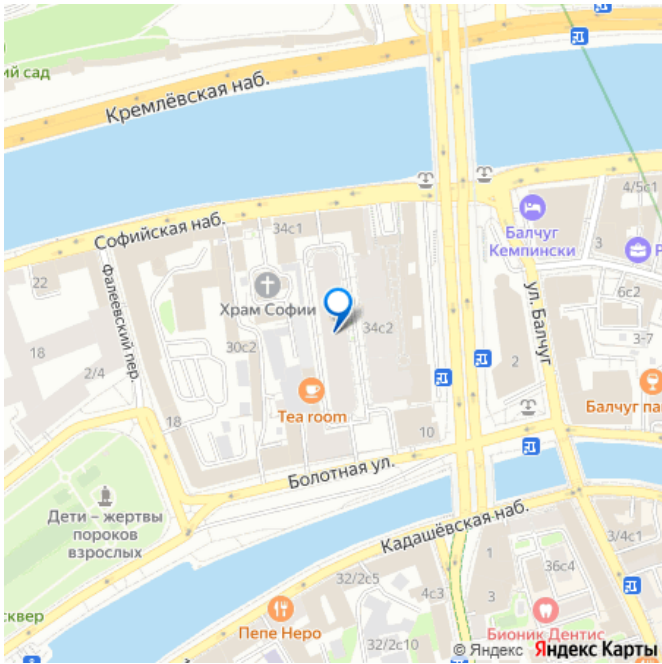 ий сад
Кремлёвская наб.
4/5с1
Софийская наб.
34с1
Балчуг
Кемпински
3
Р
22
Фалеевский пер.
Храм Софии
34с2
ул. Балчуг
6с2
18
30с2
2
3-7
2/4
Tea room
Балчуг па
18
10
Болотная ул.
Дети – жертвы
пороков
взрослых
Кадашёвская наб.
3/4с1
1
32/2с5
36с4
4с3
3
сквер
Пепе Неро
32/2с10
Бионик Дентис
© Яндекс Яндекс Карты